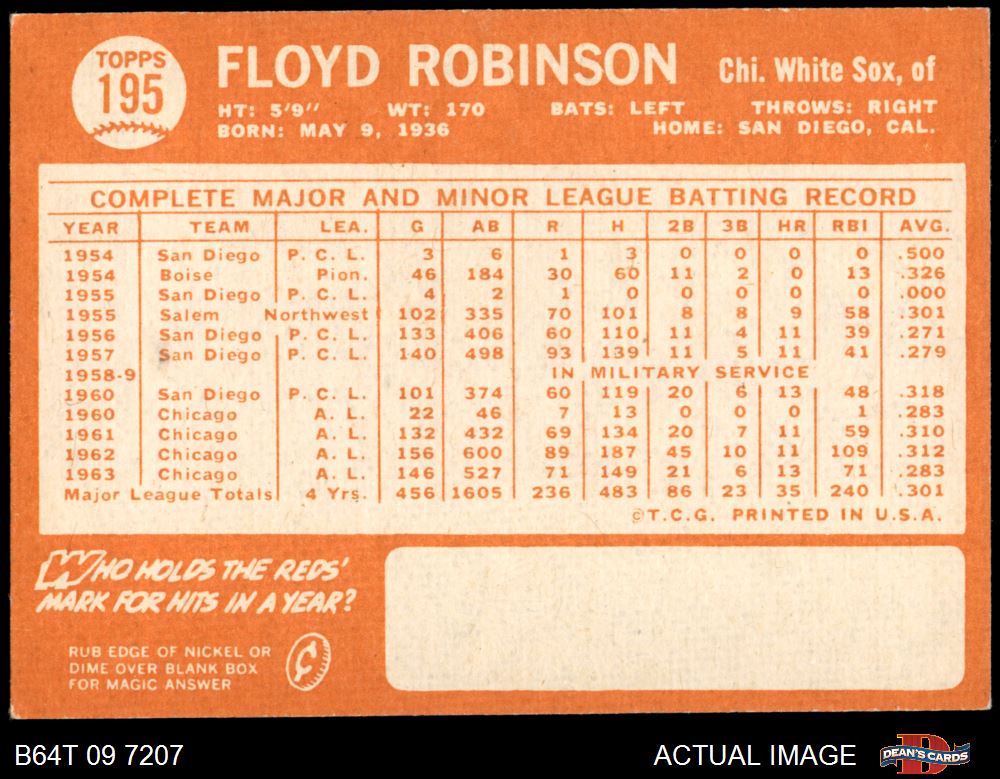 TOPPS
195
FLOYD ROBINSON Chi. White Sox, of
HT: 5'9" WT: 170 BATS: LEFT THROWS: RIGHT
BORN: MAY 9, 1936 HOME: SAN DIEGO, CAL.
COMPLETE MAJOR AND MINOR LEAGUE BATTING RECORD
YEAR TEAM LEA. G AB R H 2B 3B HR RBI AVG.
1954 San Diego P. C. L. 3 6 1 3 0 0 0 0 .500
1954 Boise Pion. 46 184 30 60 11 2 0 13 .326
1955 San Diego P. C. L. 4 2 1 0 0 0 0 0 .000
1955 Salem Northwest 102 335 70 101 8 8 9 58 .301
1956 San Diego P. C. L. 133 406 60 110 11 4 11 39 .271
1957 San Diego P. C. L. 140 498 93 139 11 5 11 41 .279
1958-9 IN MILITARY SERVICE
1960 San Diego P. C. L. 101 374 60 119 20 6 13 48 .318
1960 Chicago A. L. 22 46 7 13 0 0 0 1 .283
1961 Chicago A. L. 132 432 69 134 20 7 11 59 .310
1962 Chicago A. L. 156 600 89 187 45 10 11 109 .312
1963 Chicago A. L. 146 527 71 149 21 6 13 71 .283
Major League Totals 4 Yrs. 456 1605 236 483 86 23 35 240 .301
©T.C.G. PRINTED IN U.S.A.
WHO HOLDS THE REDS'
MARK FOR HITS IN A YEAR?
RUB EDGE OF NICKEL OR
DIME OVER BLANK BOX
FOR MAGIC ANSWER
¢
B64T 09 7207 ACTUAL IMAGE DEAN'S CARDS